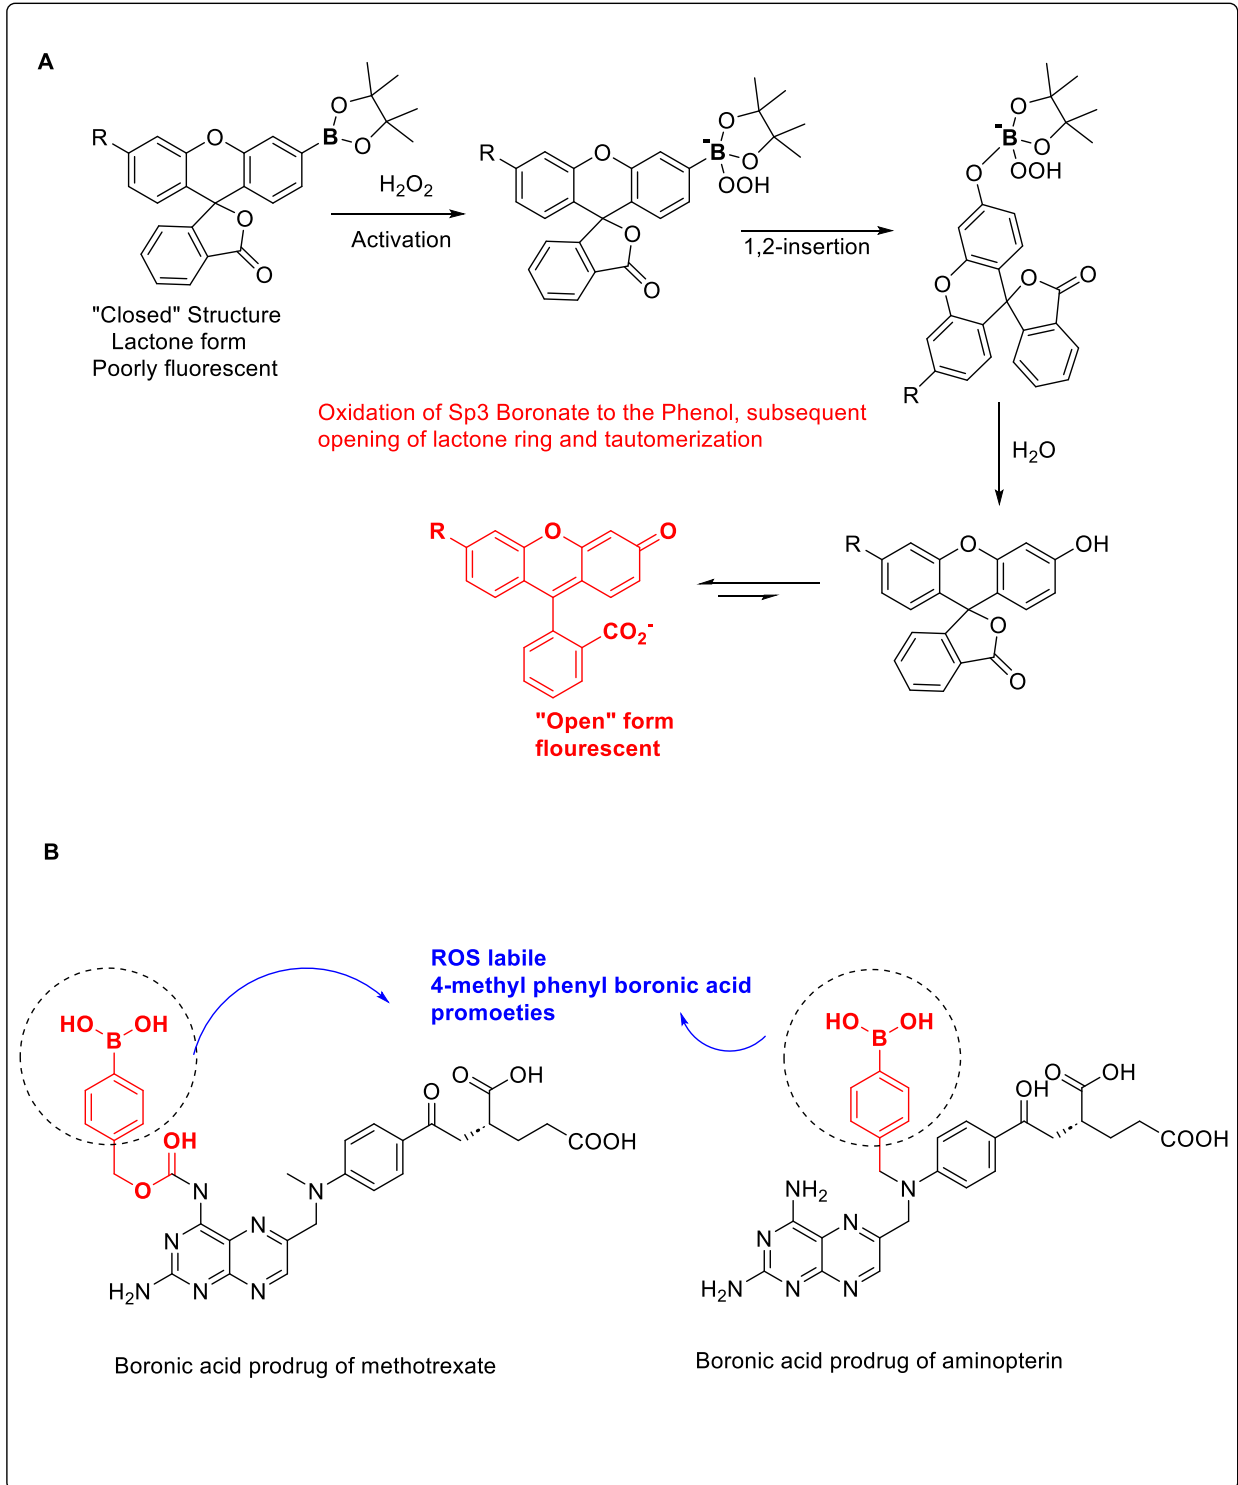 A
R
O
O
B
O
O
O
"Closed" Structure
Lactone form
Poorly fluorescent
H₂O₂
Activation
R
O
O
-
B
O
OOH
O
O
1,2-insertion
O
-
B
O
O
OOH
O
O
O
R
Oxidation of Sp3 Boronate to the Phenol, subsequent
opening of lactone ring and tautomerization
H₂O
R
O
O
CO₂⁻
"Open" form
flourescent
R
O
OH
O
O
B
ROS labile
4-methyl phenyl boronic acid
promoeties
HO
OH
B
OH
O
N
N
N
N
N
N
H₂N
O
O
OH
COOH
Boronic acid prodrug of methotrexate
HO
OH
B
NH₂
N
N
N
N
N
H₂N
OH
O
OH
COOH
Boronic acid prodrug of aminopterin